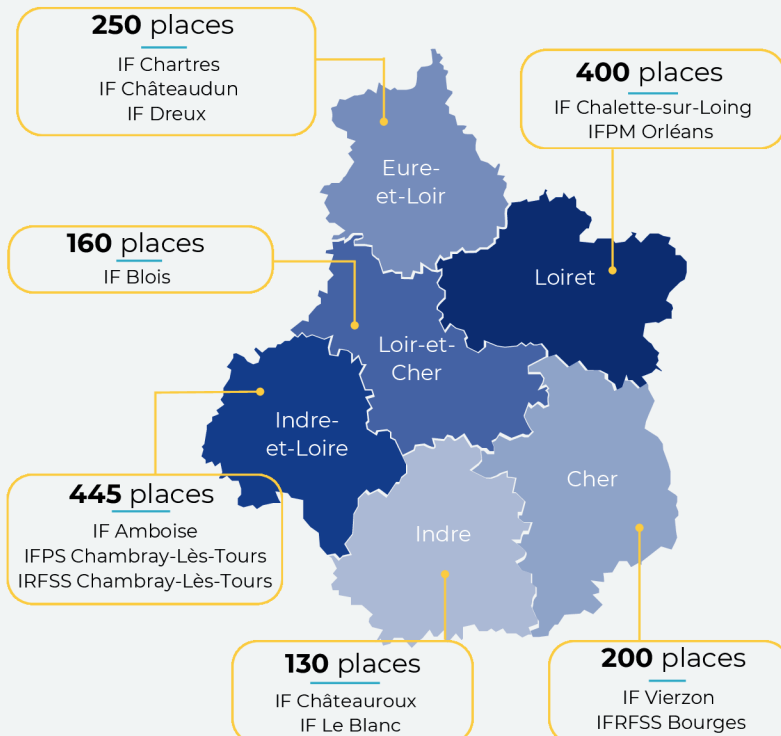 250 places
IF Chartres
IF Châteaudun
IF Dreux
400 places
IF Chalette-sur-Loing
IFPM Orléans
Eure-
et-Loir
160 places
IF Blois
Loiret
Loir-et-
Cher
Indre-
et-Loire
Cher
445 places
IF Amboise
IFPS Chambray-Lès-Tours
IRFSS Chambray-Lès-Tours
Indre
130 places
IF Châteauroux
IF Le Blanc
200 places
IF Vierzon
IFRFSS Bourges